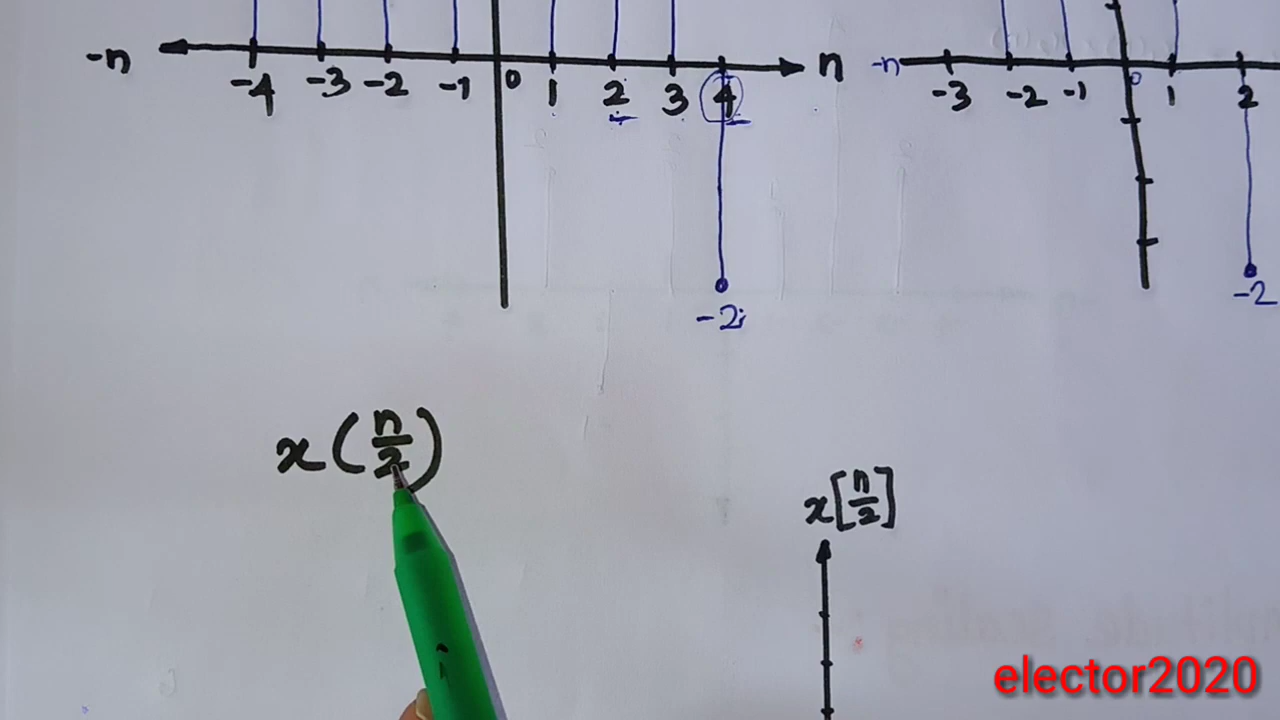 -n -4 -3 -2 -1 0 1 2 3 4 n
-n -3 -2 -1 0 1 2
-2
-2
x(n/2)
x[n/2]
elector2020